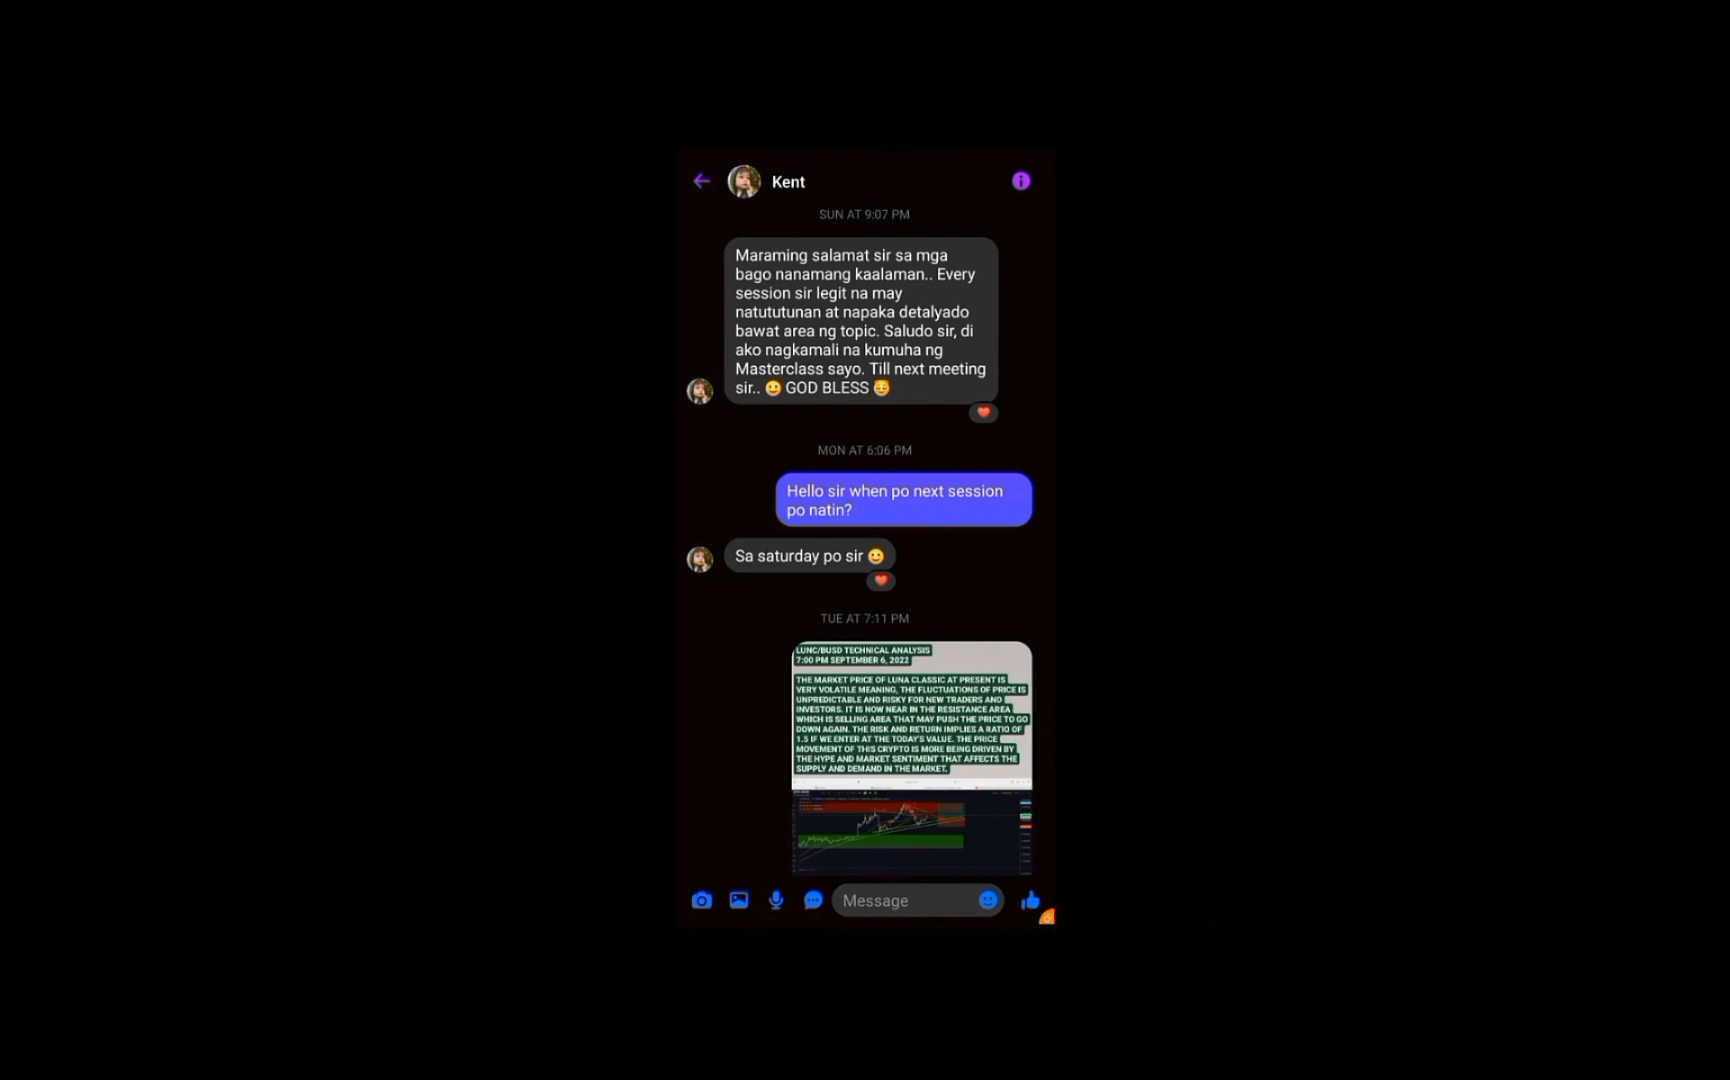 Kent
SUN AT 9:07 PM
Maraming salamat sir sa mga
bago nanamang kaalaman.. Every
session sir legit na may
natututunan at napaka detalyado
bawat area ng topic. Saludo sir, di
ako nagkamali na kumuha ng
Masterclass sayo. Till next meeting
sir.. 😀 GOD BLESS 😇
MON AT 6:06 PM
Hello sir when po next session
po natin?
Sa saturday po sir 😀
TUE AT 7:11 PM
LUNC/BUSD TECHNICAL ANALYSIS
7:00 PM SEPTEMBER 6, 2022
THE MARKET PRICE OF LUNA CLASSIC AT PRESENT IS
VERY VOLATILE MEANING, THE FLUCTUATIONS OF PRICE IS
UNPREDICTABLE AND RISKY FOR NEW TRADERS AND
INVESTORS. IT IS NOW NEAR IN THE RESISTANCE AREA
WHICH IS SELLING AREA THAT MAY PUSH THE PRICE TO GO
DOWN AGAIN. THE RISK AND RETURN IMPLIES A RATIO OF
1.5 IF WE ENTER AT THE TODAY'S VALUE. THE PRICE
MOVEMENT OF THIS CRYPTO IS MORE BEING DRIVEN BY
THE HYPE AND MARKET SENTIMENT THAT AFFECTS THE
SUPPLY AND DEMAND IN THE MARKET.
Message